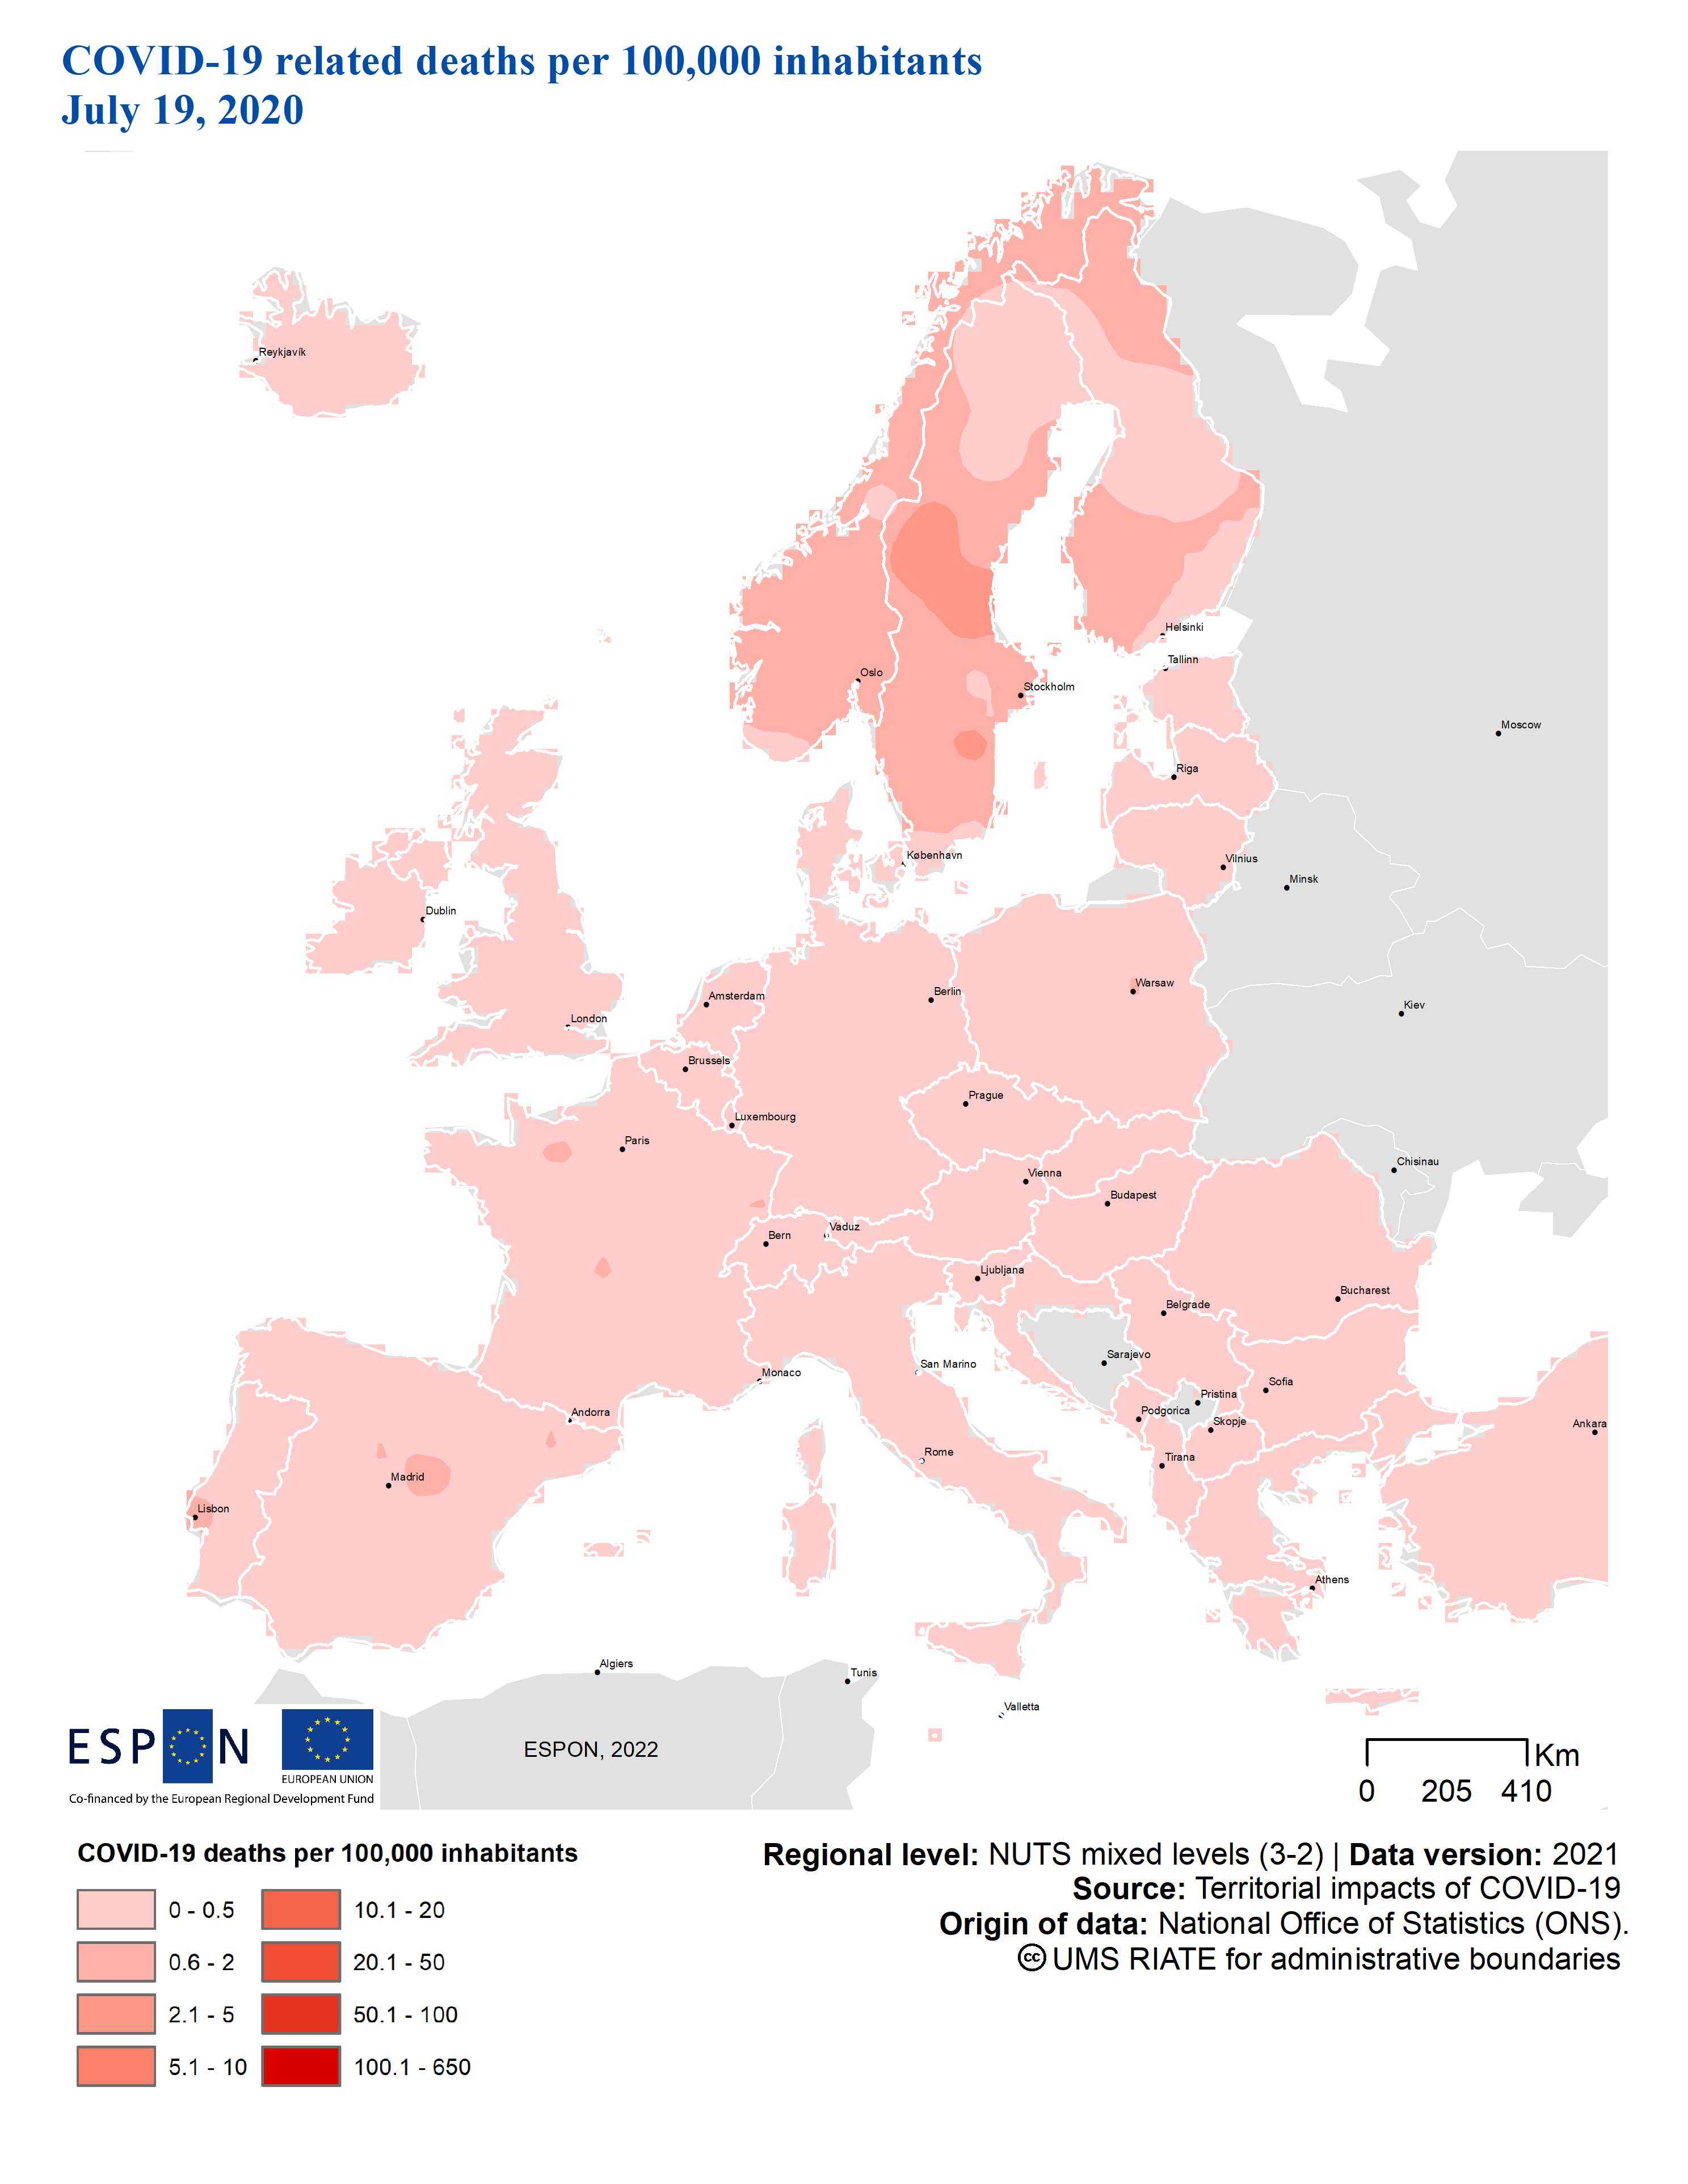 COVID-19 related deaths per 100,000 inhabitants
July 19, 2020
Reykjavík
Helsinki
Tallinn
Oslo
Stockholm
Moscow
Riga
København
Vilnius
Minsk
Dublin
Warsaw
Berlin
Amsterdam
Kiev
London
Brussels
Prague
Luxembourg
Paris
Chisinau
Vienna
Budapest
Vaduz
Bern
Ljubljana
Bucharest
Belgrade
Sarajevo
San Marino
Monaco
Sofia
Pristina
Andorra
Podgorica
Skopje
Ankara
Rome
Tirana
Madrid
Lisbon
Athens
Algiers
Tunis
Valletta
ESPON
EUROPEAN UNION
Co-financed by the European Regional Development Fund
ESPON, 2022
Km
0 205 410
COVID-19 deaths per 100,000 inhabitants
0 - 0.5
0.6 - 2
2.1 - 5
5.1 - 10
10.1 - 20
20.1 - 50
50.1 - 100
100.1 - 650
Regional level: NUTS mixed levels (3-2) | Data version: 2021
Source: Territorial impacts of COVID-19
Origin of data: National Office of Statistics (ONS).
cc UMS RIATE for administrative boundaries